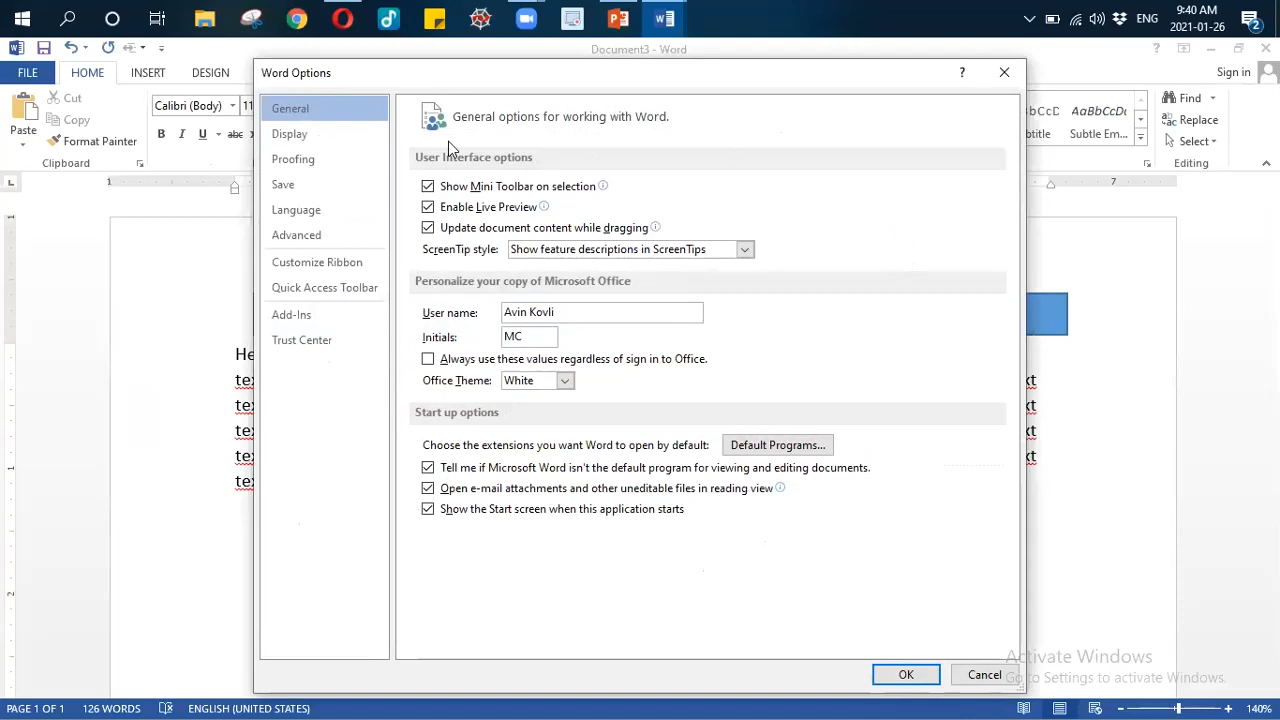 ENG
9:40 AM
2021-01-26
2
Document3 - Word
FILE
HOME
INSERT
DESIGN
Sign in
Word Options
Paste
Cut
Copy
Format Painter
Clipboard
Calibri (Body)
11
B I U abc
AaBbCcD
AaBbCcD
Subtle Em...
Find
Replace
Select
Editing
General
Display
Proofing
Save
Language
Advanced
Customize Ribbon
Quick Access Toolbar
Add-Ins
Trust Center
General options for working with Word.
User Interface options
Show Mini Toolbar on selection
Enable Live Preview
Update document content while dragging
ScreenTip style: Show feature descriptions in ScreenTips
Personalize your copy of Microsoft Office
User name: Avin Kovli
Initials: MC
Always use these values regardless of sign in to Office.
Office Theme: White
Start up options
Choose the extensions you want Word to open by default: Default Programs...
Tell me if Microsoft Word isn't the default program for viewing and editing documents.
Open e-mail attachments and other uneditable files in reading view
Show the Start screen when this application starts
OK
Cancel
Activate Windows
Go to Settings to activate Windows.
PAGE 1 OF 1
126 WORDS
ENGLISH (UNITED STATES)
140%